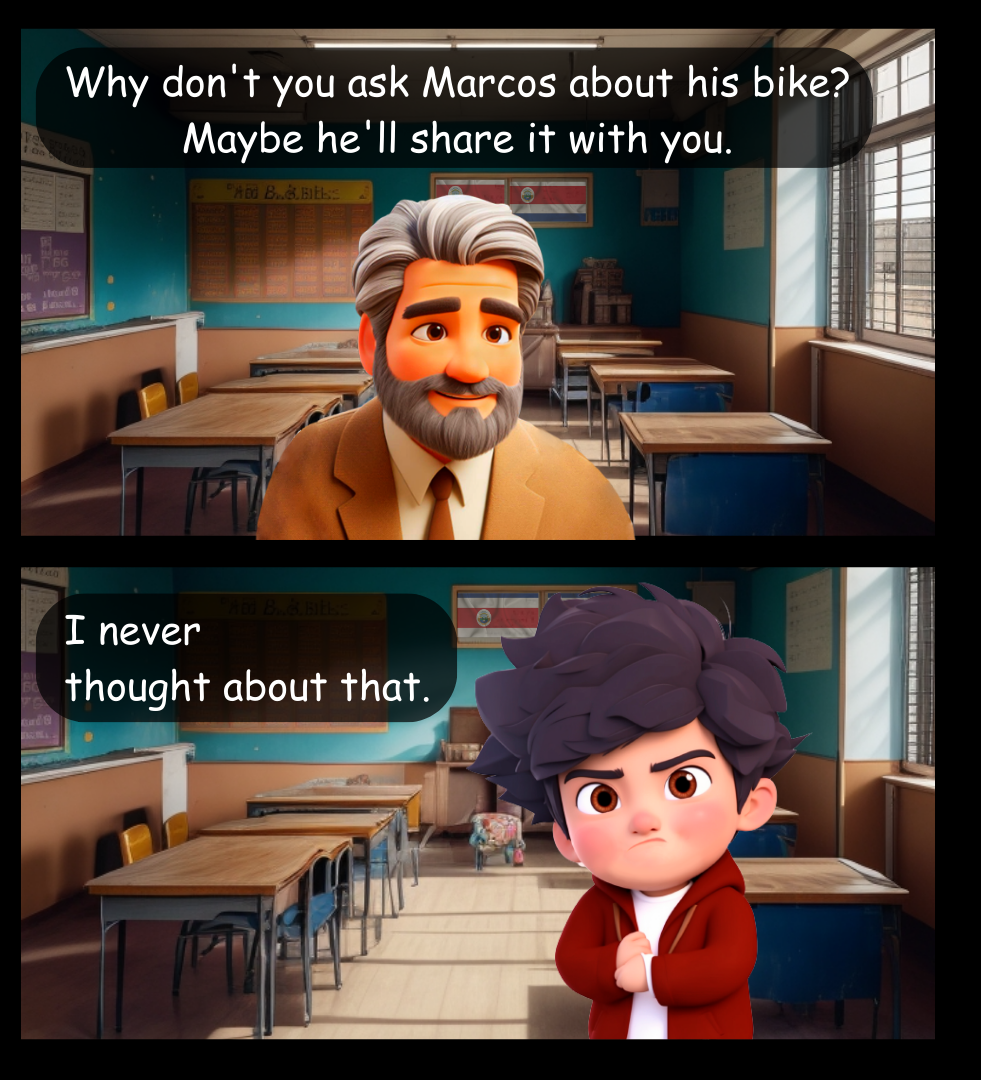 Why don't you ask Marcos about his bike?
Maybe he'll share it with you.
I never
thought about that.